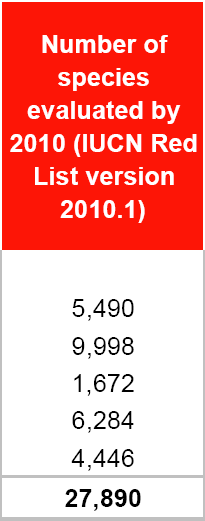 Number of
species
evaluated by
2010 (IUCN Red
List version
2010.1)
5,490
9,998
1,672
6,284
4,446
27,890